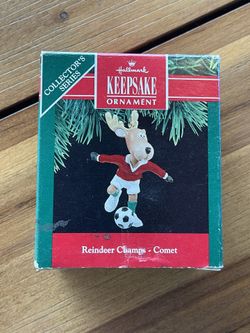 COLLECTOR'S
SERIES
Hallmark
KEEPSAKE
ORNAMENT
Reindeer Champs - Comet